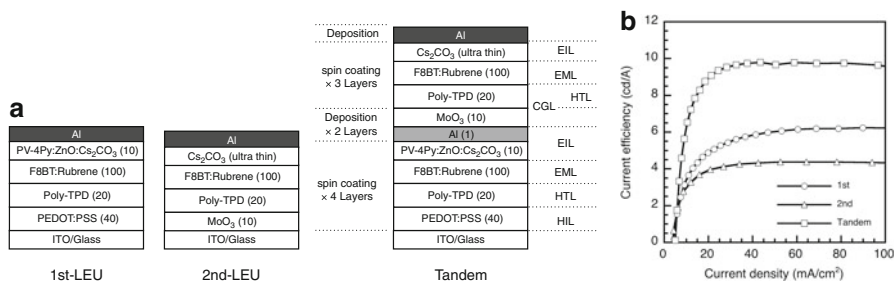 a
Al
PV-4Py:ZnO:Cs₂CO₃ (10)
F8BT:Rubrene (100)
Poly-TPD (20)
PEDOT:PSS (40)
ITO/Glass
1st-LEU
Al
Cs₂CO₃ (ultra thin)
F8BT:Rubrene (100)
Poly-TPD (20)
MoO₃ (10)
ITO/Glass
2nd-LEU
Deposition
spin coating
× 3 Layers
Deposition
× 2 Layers
spin coating
× 4 Layers
Al
Cs₂CO₃ (ultra thin)
F8BT:Rubrene (100)
Poly-TPD (20)
MoO₃ (10)
Al (1)
PV-4Py:ZnO:Cs₂CO₃ (10)
F8BT:Rubrene (100)
Poly-TPD (20)
PEDOT:PSS (40)
ITO/Glass
Tandem
EIL
EML
HTL
CGL
EIL
EML
HTL
HIL
b
Current efficiency (cd/A)
12
10
8
6
4
2
0
1st
2nd
Tandem
0 20 40 60 80 100
Current density (mA/cm²)